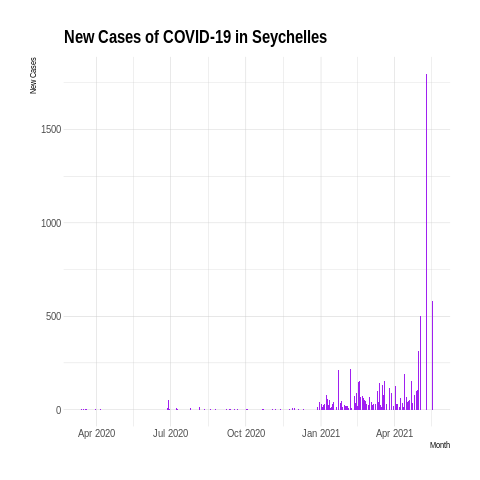 New Cases of COVID-19 in Seychelles
New Cases
1500
1000
500
0
Apr 2020 Jul 2020 Oct 2020 Jan 2021 Apr 2021
Month